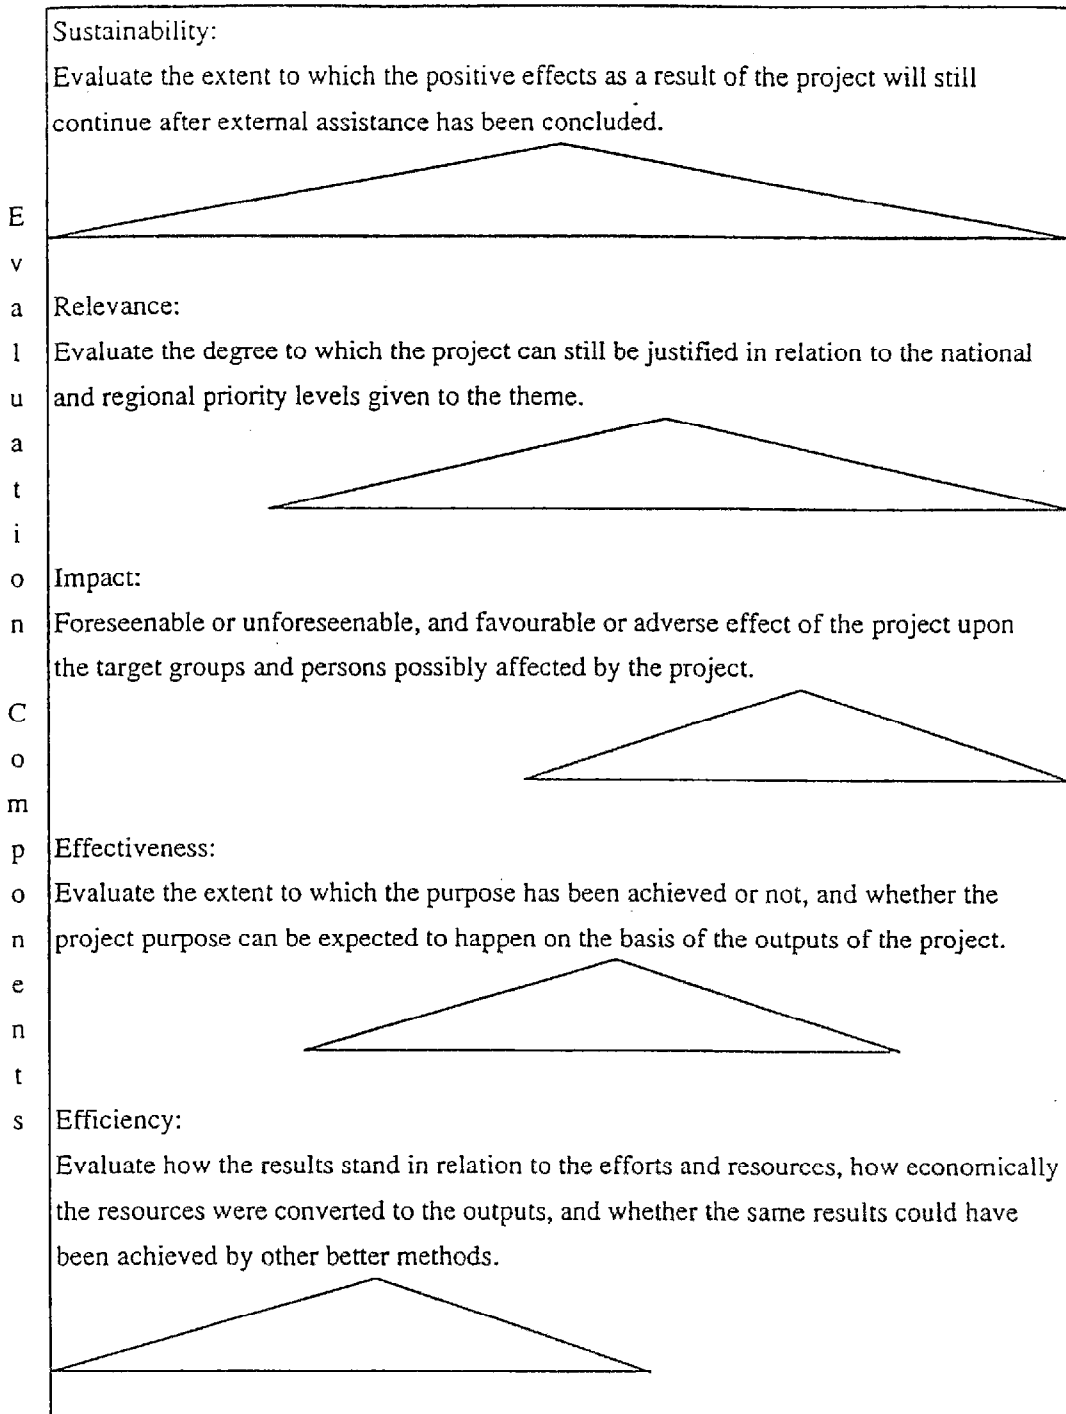 Evaluation Components
Sustainability:
Evaluate the extent to which the positive effects as a result of the project will still
continue after external assistance has been concluded.
Relevance:
Evaluate the degree to which the project can still be justified in relation to the national
and regional priority levels given to the theme.
Impact:
Foreseenable or unforeseenable, and favourable or adverse effect of the project upon
the target groups and persons possibly affected by the project.
Effectiveness:
Evaluate the extent to which the purpose has been achieved or not, and whether the
project purpose can be expected to happen on the basis of the outputs of the project.
Efficiency:
Evaluate how the results stand in relation to the efforts and resources, how economically
the resources were converted to the outputs, and whether the same results could have
been achieved by other better methods.